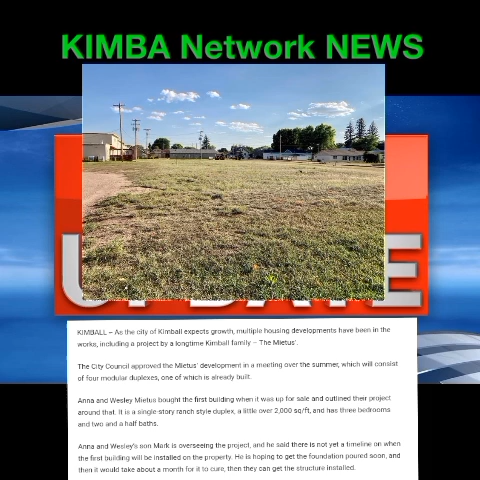 KIMBA Network NEWS
UPDATE
KIMBALL – As the city of Kimball expects growth, multiple housing developments have been in the
works, including a project by a longtime Kimball family – The Mietus'.
The City Council approved the Mietus' development in a meeting over the summer, which will consist
of four modular duplexes, one of which is already built.
Anna and Wesley Mietus bought the first building when it was up for sale and outlined their project
around that. It is a single-story ranch style duplex, a little over 2,000 sq/ft, and has three bedrooms
and two and a half baths.
Anna and Wesley's son Mark is overseeing the project, and he said there is not yet a timeline on when
the first building will be installed on the property. He is hoping to get the foundation poured soon, and
then it would take about a month for it to cure, then they can get the structure installed.